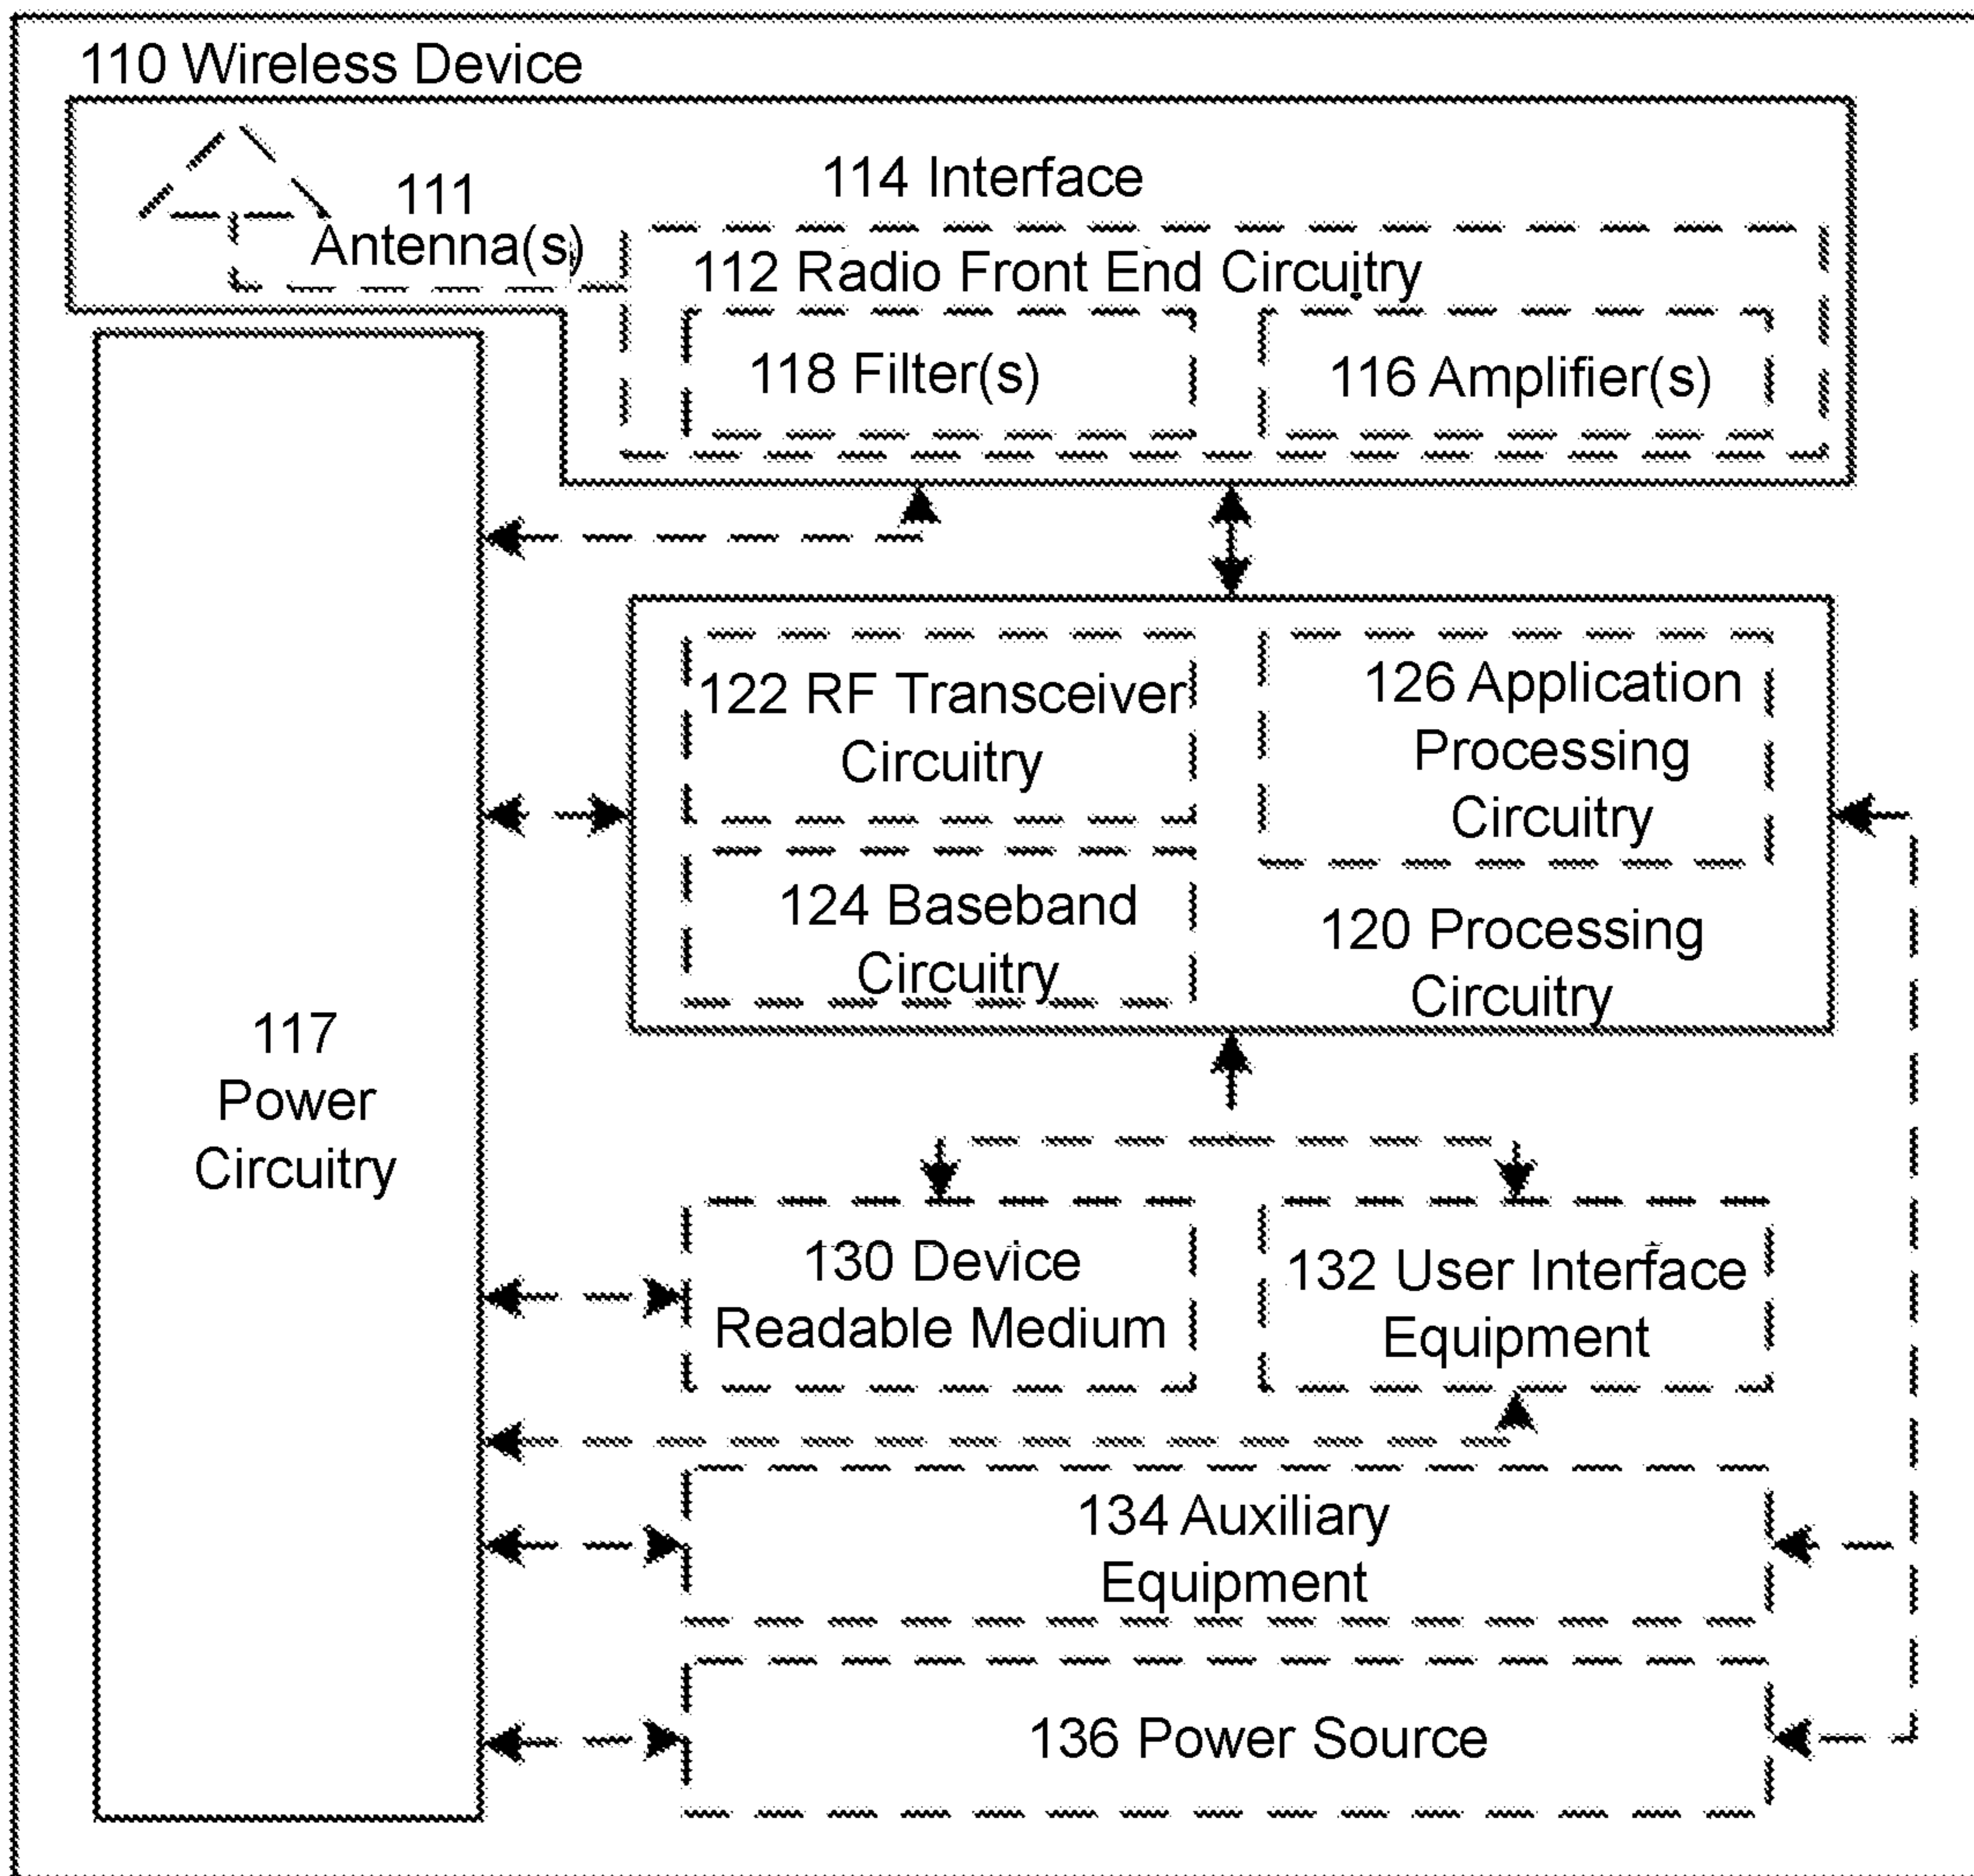 110 Wireless Device
111
Antenna(s)
114 Interface
112 Radio Front End Circuitry
118 Filter(s)
116 Amplifier(s)
122 RF Transceiver
Circuitry
126 Application
Processing
Circuitry
124 Baseband
Circuitry
120 Processing
Circuitry
117
Power
Circuitry
130 Device
Readable Medium
132 User Interface
Equipment
134 Auxiliary
Equipment
136 Power Source